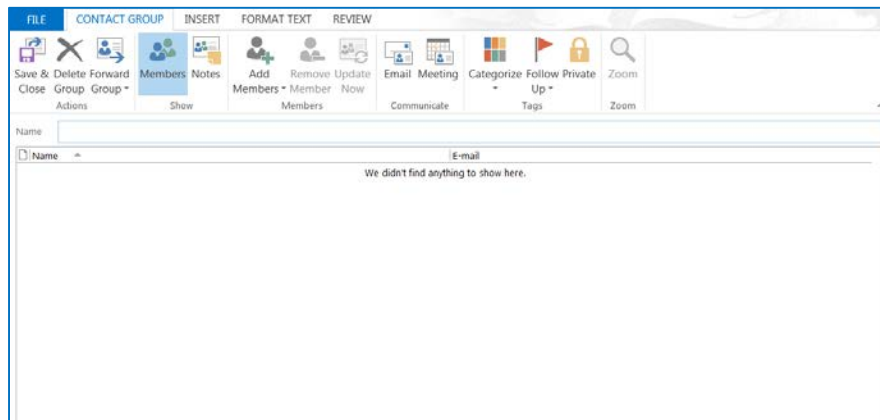 FILE CONTACT GROUP INSERT FORMAT TEXT REVIEW
Save & Delete Forward Members Notes Add Remove Update Email Meeting Categorize Follow Private Zoom
Close Group Group Members Member Now Up
Actions Show Members Communicate Tags Zoom
Name
Name E-mail
We didn't find anything to show here.